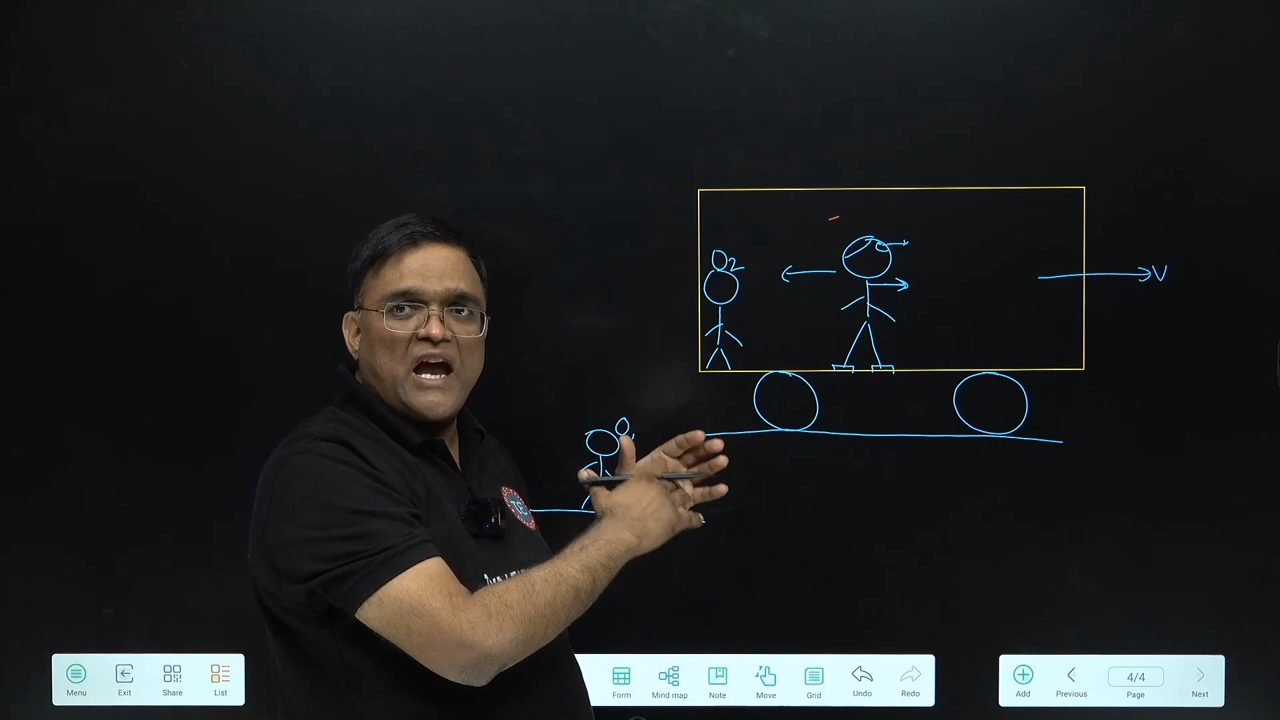 O2
V
O
Menu
Exit
Share
List
Form
Mind map
Note
Move
Grid
Undo
Redo
Add
Previous
4/4
Page
Next